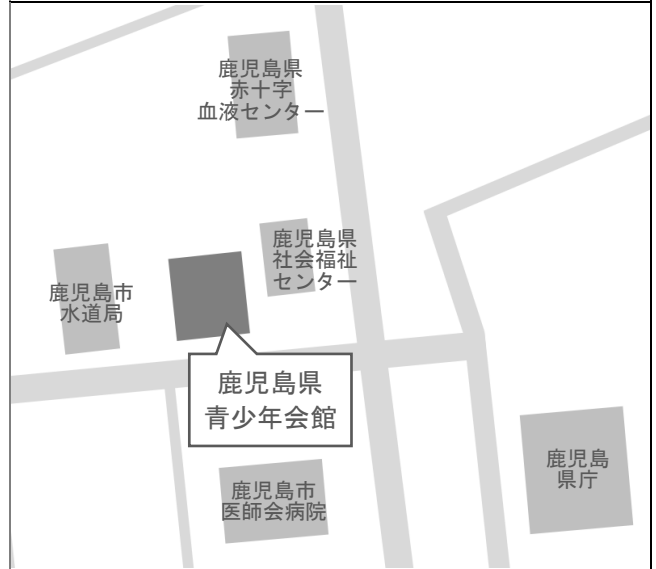 鹿児島県
赤十字
血液センター
鹿児島県
社会福祉
センター
鹿児島市
水道局
鹿児島県
青少年会館
鹿児島市
医師会病院
鹿児島
県庁